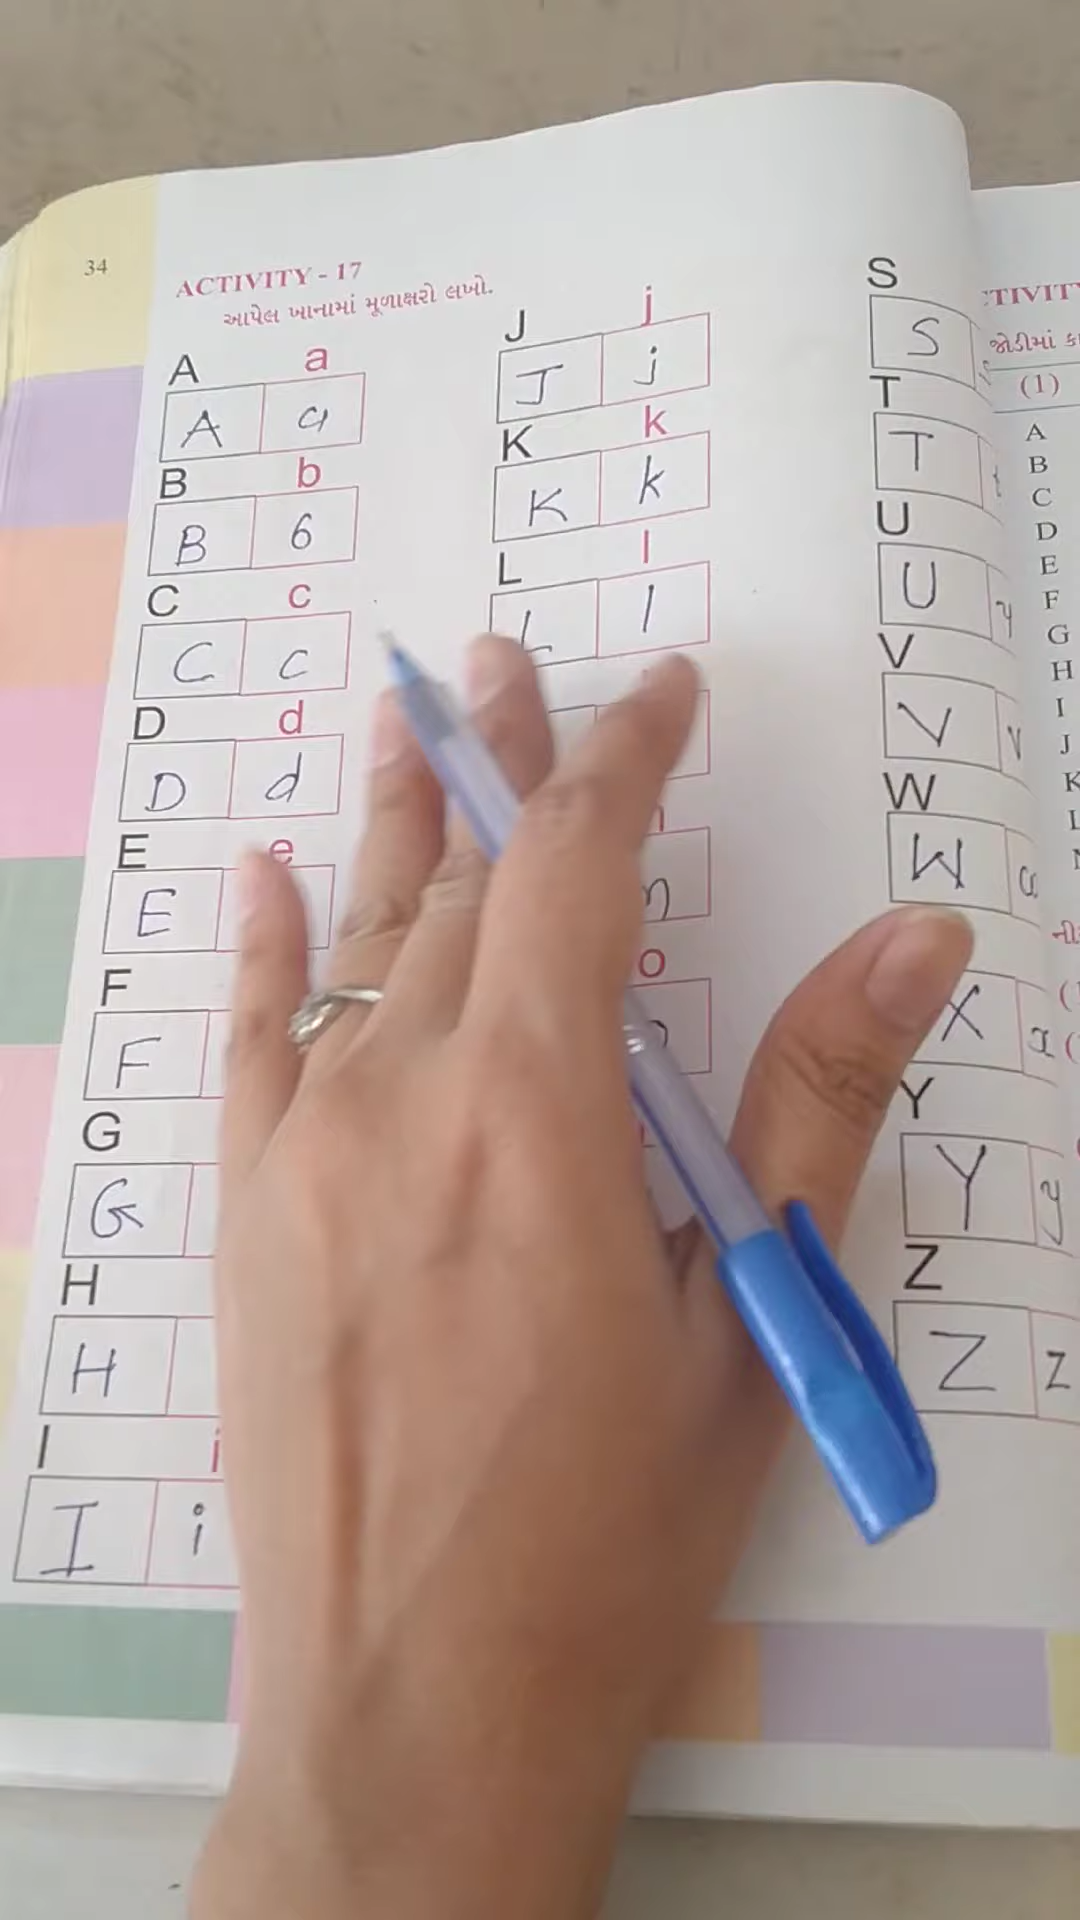 34
ACTIVITY - 17
આપેલ ખાનામાં મૂળાક્ષરો લખો.
A a
A a
B b
B 6
C c
C c
D d
D d
E e
E
F
F
G
G
H
H
I i
I i
J j
J j
K k
K k
L l
L l
n
o
S
S
T
T t
U
U
V
V v
W
W
X x
Y
Y y
Z
Z z
જોડીમાં
(1)
A
B
C
D
E
F
G
H
I
J
K
L